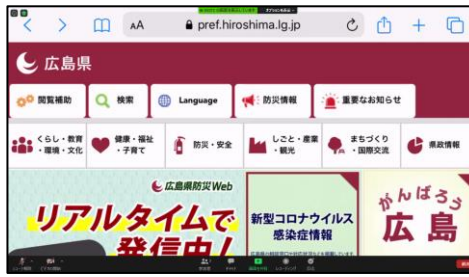 AA
pref.hiroshima.lg.jp
広島県
閲覧補助
検索
Language
防災情報
重要なお知らせ
くらし・教育
・環境・文化
健康・福祉
・子育て
防災・安全
しごと・産業
・観光
まちづくり
・国際交流
県政情報
広島県防災Web
リアルタイムで
発信中!
新型コロナウイルス
感染症情報
がんばろう
広島